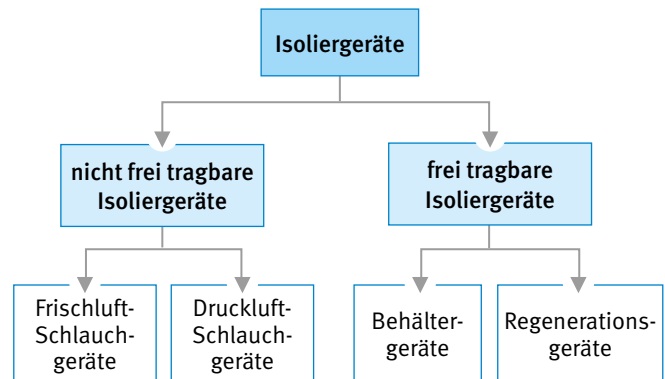 Isoliergeräte
nicht frei tragbare
Isoliergeräte
frei tragbare
Isoliergeräte
Frischluft-
Schlauch-
geräte
Druckluft-
Schlauch-
geräte
Behälter-
geräte
Regenerations-
geräte